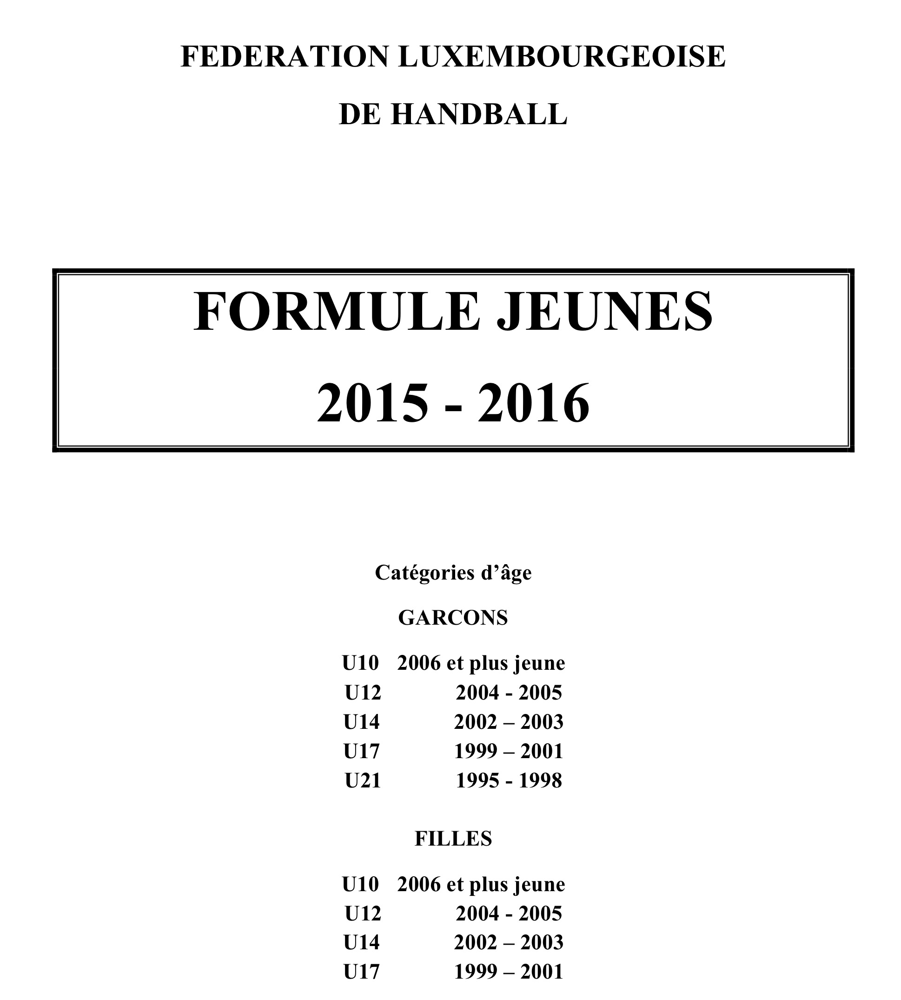 FEDERATION LUXEMBOURGEOISE
DE HANDBALL
FORMULE JEUNES
2015 - 2016
Catégories d’âge
GARCONS
U10 2006 et plus jeune
U12 2004 - 2005
U14 2002 – 2003
U17 1999 – 2001
U21 1995 - 1998
FILLES
U10 2006 et plus jeune
U12 2004 - 2005
U14 2002 – 2003
U17 1999 – 2001